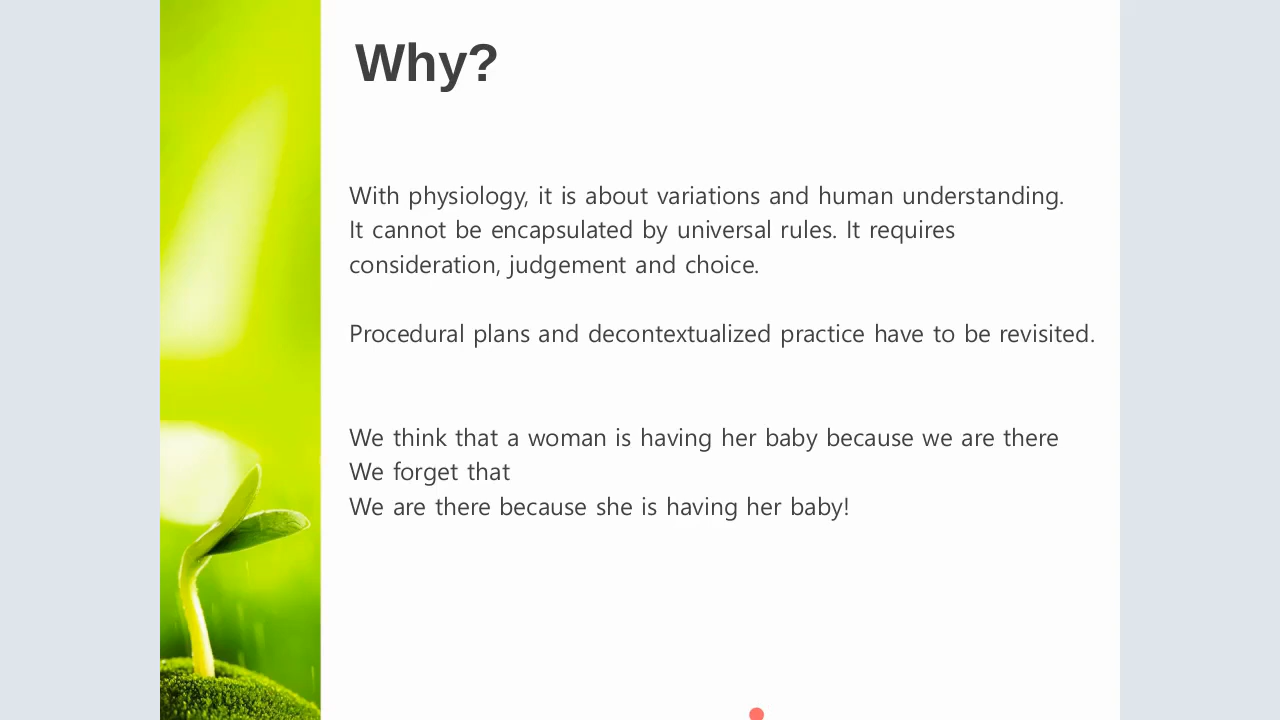 Why?
With physiology, it is about variations and human understanding.
It cannot be encapsulated by universal rules. It requires
consideration, judgement and choice.
Procedural plans and decontextualized practice have to be revisited.
We think that a woman is having her baby because we are there
We forget that
We are there because she is having her baby!